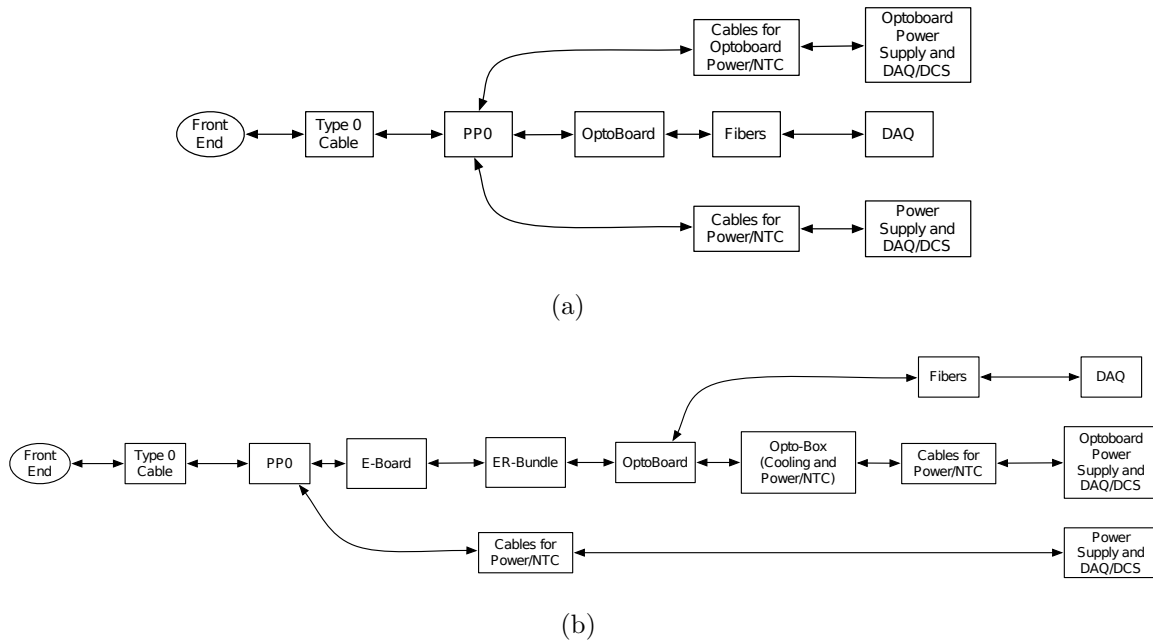 Cables for
Optoboard
Power/NTC
Optoboard
Power
Supply and
DAQ/DCS
Front
End
Type 0
Cable
PP0
OptoBoard
Fibers
DAQ
Cables for
Power/NTC
Power
Supply and
DAQ/DCS
(a)
Fibers
DAQ
Front
End
Type 0
Cable
PP0
E-Board
ER-Bundle
OptoBoard
Opto-Box
(Cooling and
Power/NTC)
Cables for
Power/NTC
Optoboard
Power
Supply and
DAQ/DCS
Cables for
Power/NTC
Power
Supply and
DAQ/DCS
(b)